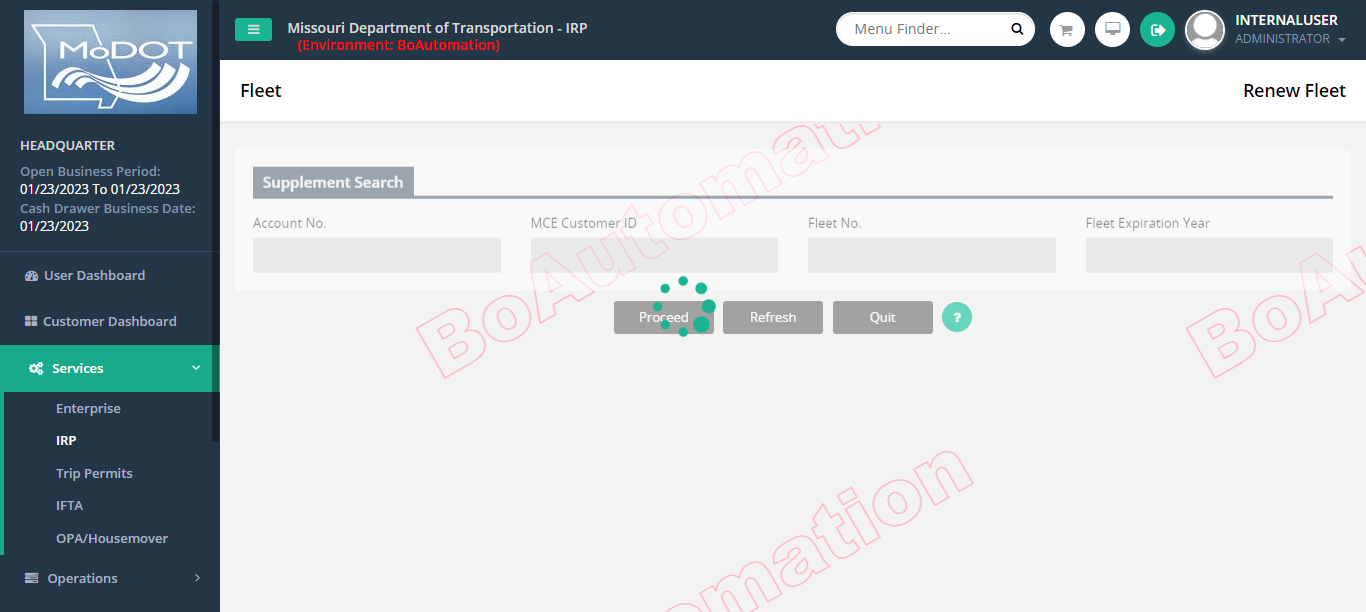 MoDOT
Missouri Department of Transportation - IRP
(Environment: BoAutomation)
Menu Finder...
INTERNALUSER
ADMINISTRATOR
HEADQUARTER
Open Business Period:
01/23/2023 To 01/23/2023
Cash Drawer Business Date:
01/23/2023
User Dashboard
Customer Dashboard
Services
Enterprise
IRP
Trip Permits
IFTA
OPA/Housemover
Operations
Fleet
Renew Fleet
Supplement Search
Account No.
MCE Customer ID
Fleet No.
Fleet Expiration Year
Proceed
Refresh
Quit
?
BoAutomation
BoA
omation